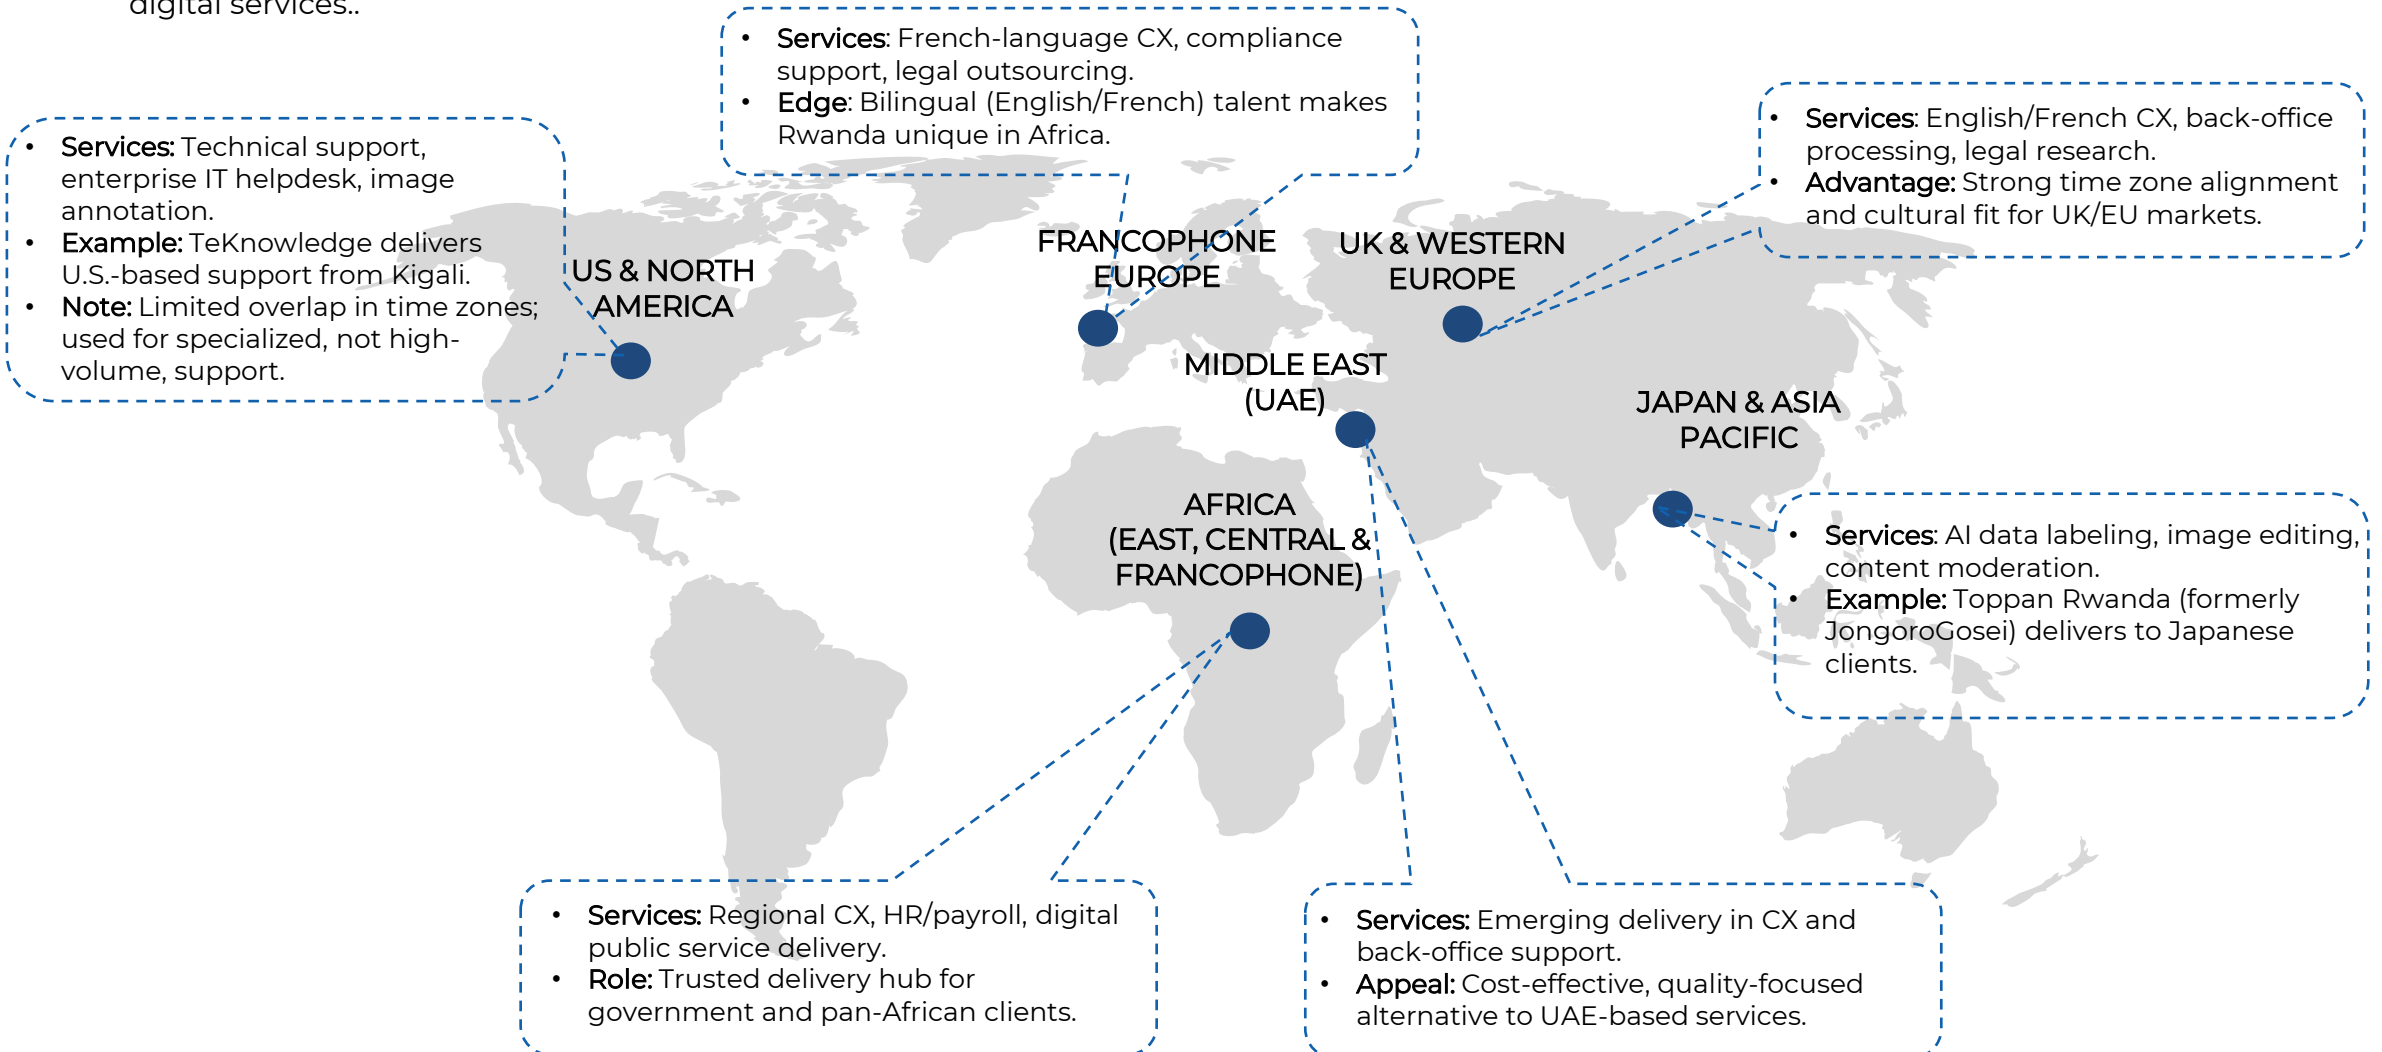 digital services..
• Services: French-language CX, compliance
support, legal outsourcing.
• Edge: Bilingual (English/French) talent makes
Rwanda unique in Africa.
• Services: English/French CX, back-office
processing, legal research.
• Advantage: Strong time zone alignment
and cultural fit for UK/EU markets.
• Services: Technical support,
enterprise IT helpdesk, image
annotation.
• Example: TeKnowledge delivers
U.S.-based support from Kigali.
• Note: Limited overlap in time zones;
used for specialized, not high-
volume, support.
US & NORTH
AMERICA
FRANCOPHONE
EUROPE
UK & WESTERN
EUROPE
MIDDLE EAST
(UAE)
JAPAN & ASIA
PACIFIC
AFRICA
(EAST, CENTRAL &
FRANCOPHONE)
• Services: AI data labeling, image editing,
content moderation.
• Example: Toppan Rwanda (formerly
JongoroGosei) delivers to Japanese
clients.
• Services: Regional CX, HR/payroll, digital
public service delivery.
• Role: Trusted delivery hub for
government and pan-African clients.
• Services: Emerging delivery in CX and
back-office support.
• Appeal: Cost-effective, quality-focused
alternative to UAE-based services.